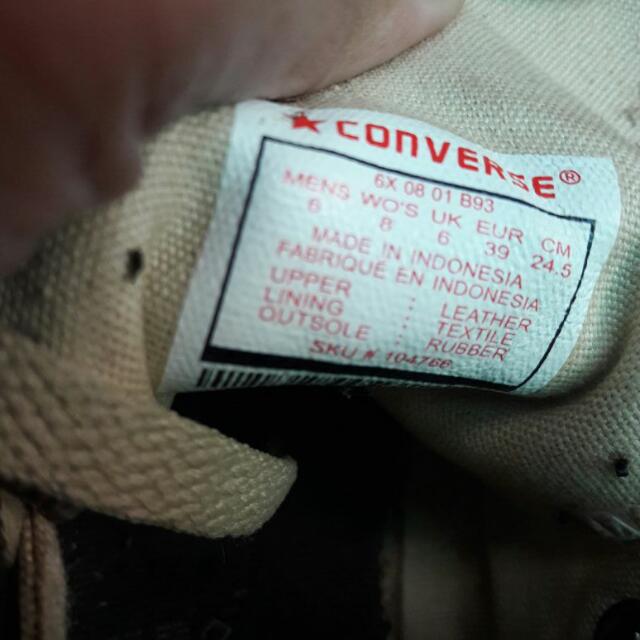 ★ CONVERSE®
6X 08 01 B93
MENS WO'S UK EUR CM
6 8 6 39 24.5
MADE IN INDONESIA
FABRIQUÉ EN INDONESIA
UPPER : LEATHER
LINING : TEXTILE
OUTSOLE : RUBBER
SKU # 104766